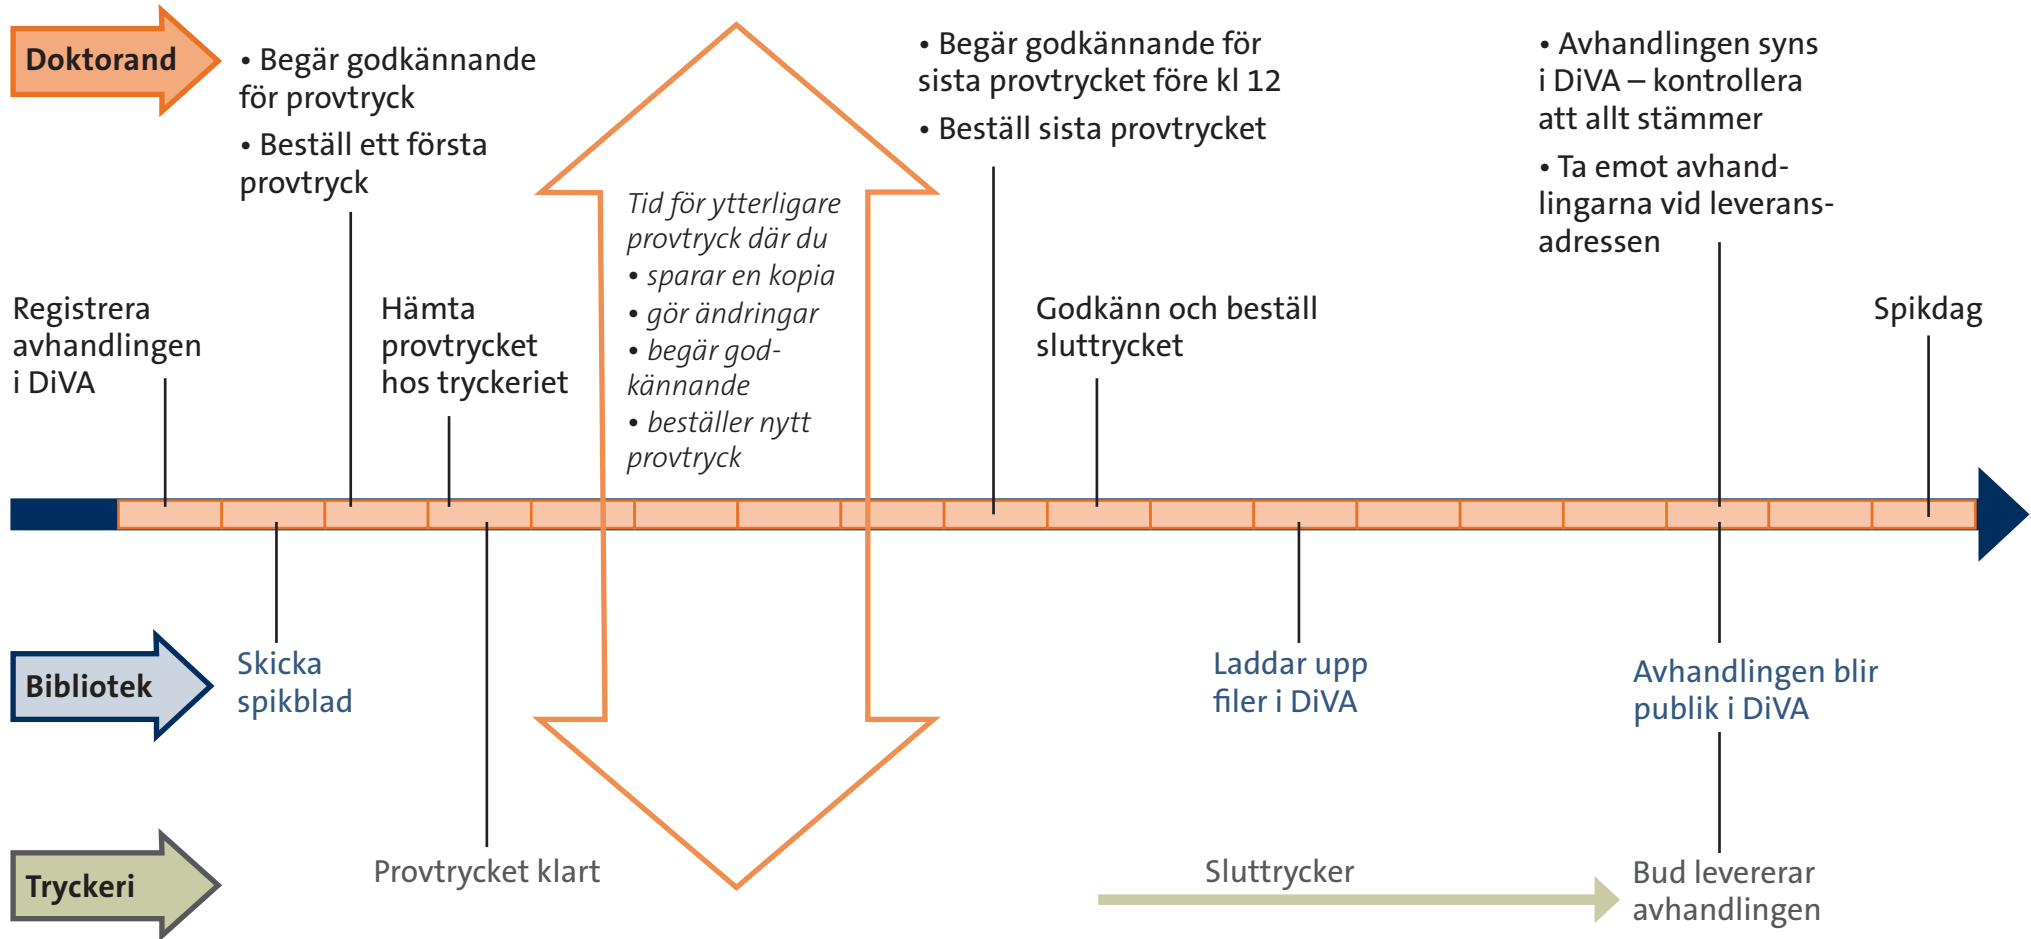 Doktorand
• Begär godkännande
för provtryck
• Beställ ett första
provtryck
• Begär godkännande för
sista provtrycket före kl 12
• Beställ sista provtrycket
• Avhandlingen syns
i DiVA – kontrollera
att allt stämmer
• Ta emot avhand-
lingarna vid leverans-
adressen
Tid för ytterligare
provtryck där du
• sparar en kopia
• gör ändringar
• begär god-
kännande
• beställer nytt
provtryck
Registrera
avhandlingen
i DiVA
Hämta
provtrycket
hos tryckeriet
Godkänn och beställ
sluttrycket
Spikdag
Bibliotek
Skicka
spikblad
Laddar upp
filer i DiVA
Avhandlingen blir
publik i DiVA
Tryckeri
Provtrycket klart
Sluttrycker
Bud levererar
avhandlingen